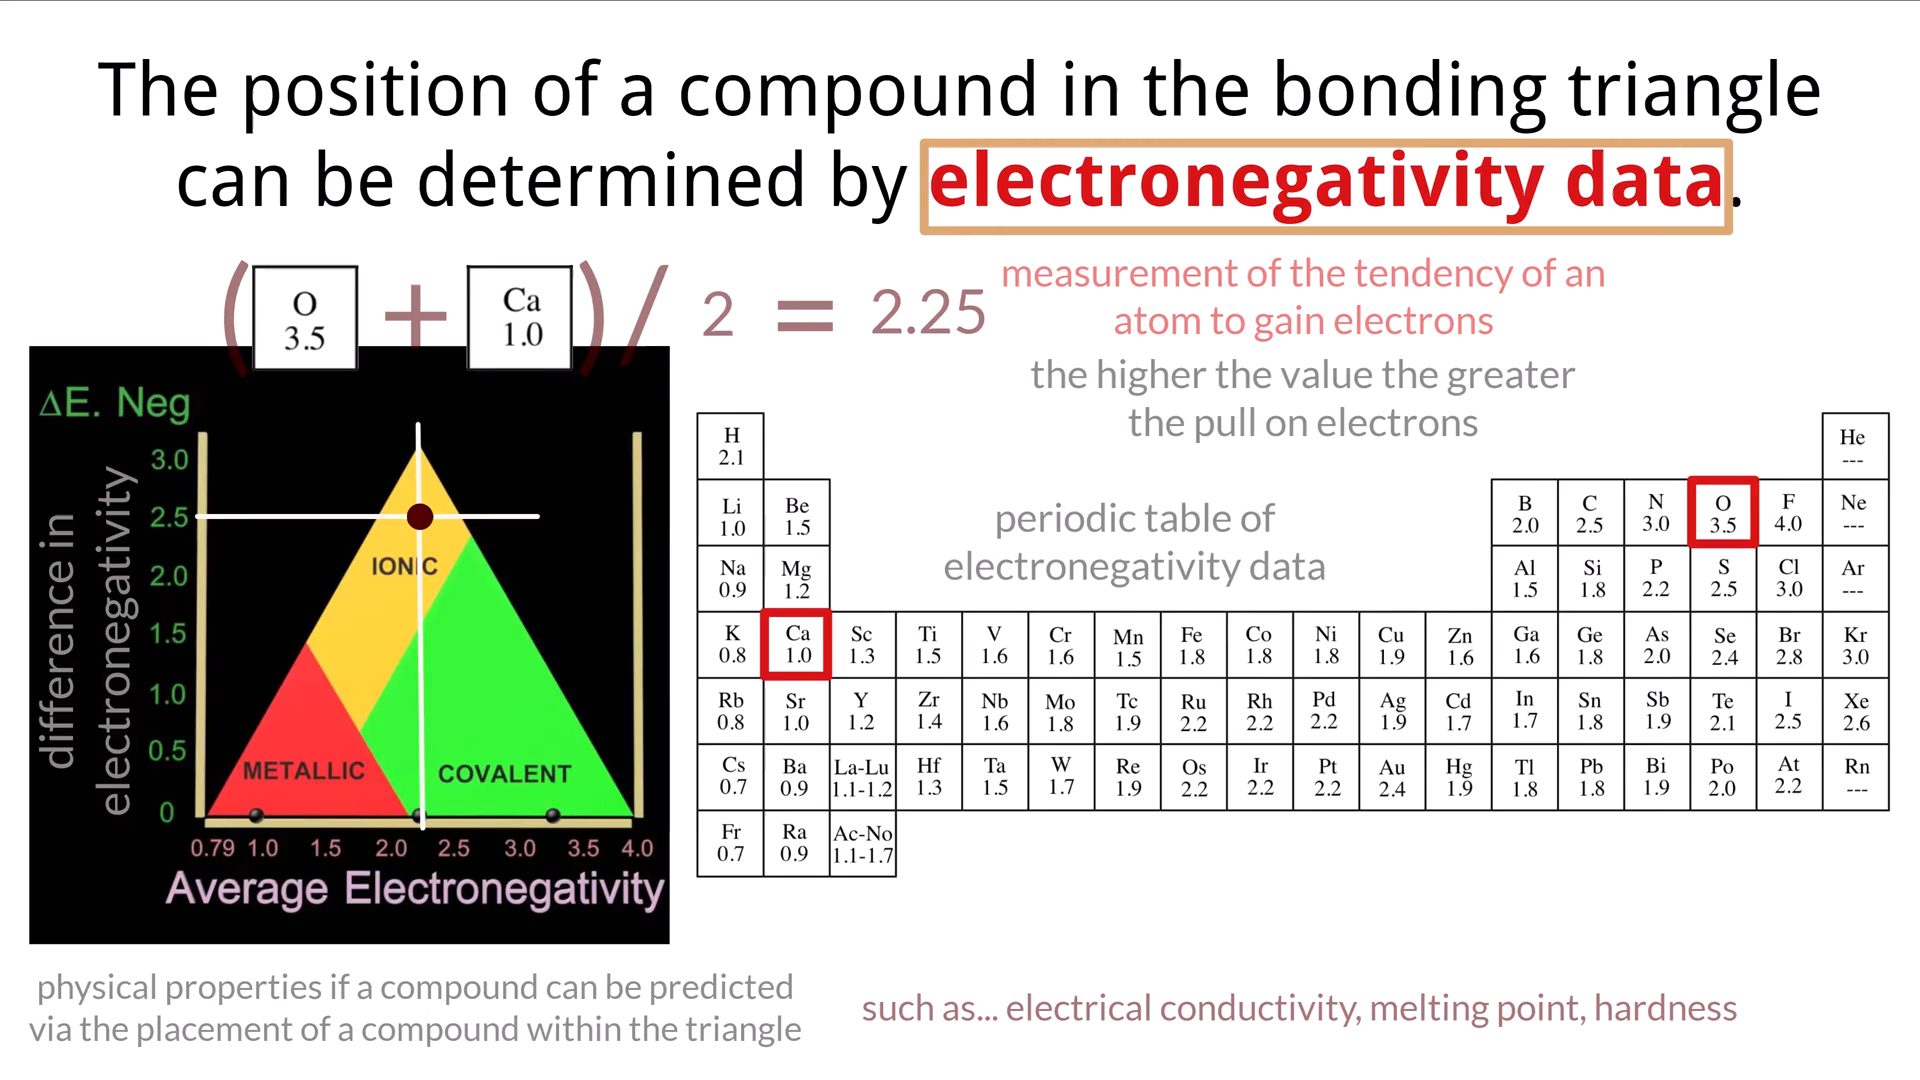 The position of a compound in the bonding triangle
can be determined by electronegativity data.
( O 3.5 + Ca 1.0 ) / 2 = 2.25
measurement of the tendency of an
atom to gain electrons
the higher the value the greater
the pull on electrons
ΔE. Neg
difference in
electronegativity
3.0
2.5
2.0
1.5
1.0
0.5
0
IONIC
METALLIC
COVALENT
0.79 1.0 1.5 2.0 2.5 3.0 3.5 4.0
Average Electronegativity
periodic table of
electronegativity data
H He
2.1 ---
Li Be B C N O F Ne
1.0 1.5 2.0 2.5 3.0 3.5 4.0 ---
Na Mg Al Si P S Cl Ar
0.9 1.2 1.5 1.8 2.2 2.5 3.0 ---
K Ca Sc Ti V Cr Mn Fe Co Ni Cu Zn Ga Ge As Se Br Kr
0.8 1.0 1.3 1.5 1.6 1.6 1.5 1.8 1.8 1.8 1.9 1.6 1.6 1.8 2.0 2.4 2.8 3.0
Rb Sr Y Zr Nb Mo Tc Ru Rh Pd Ag Cd In Sn Sb Te I Xe
0.8 1.0 1.2 1.4 1.6 1.8 1.9 2.2 2.2 2.2 1.9 1.7 1.7 1.8 1.9 2.1 2.5 2.6
Cs Ba La-Lu Hf Ta W Re Os Ir Pt Au Hg Tl Pb Bi Po At Rn
0.7 0.9 1.1-1.2 1.3 1.5 1.7 1.9 2.2 2.2 2.2 2.4 1.9 1.8 1.8 1.9 2.0 2.2 ---
Fr Ra Ac-No
0.7 0.9 1.1-1.7
physical properties if a compound can be predicted
via the placement of a compound within the triangle
such as... electrical conductivity, melting point, hardness